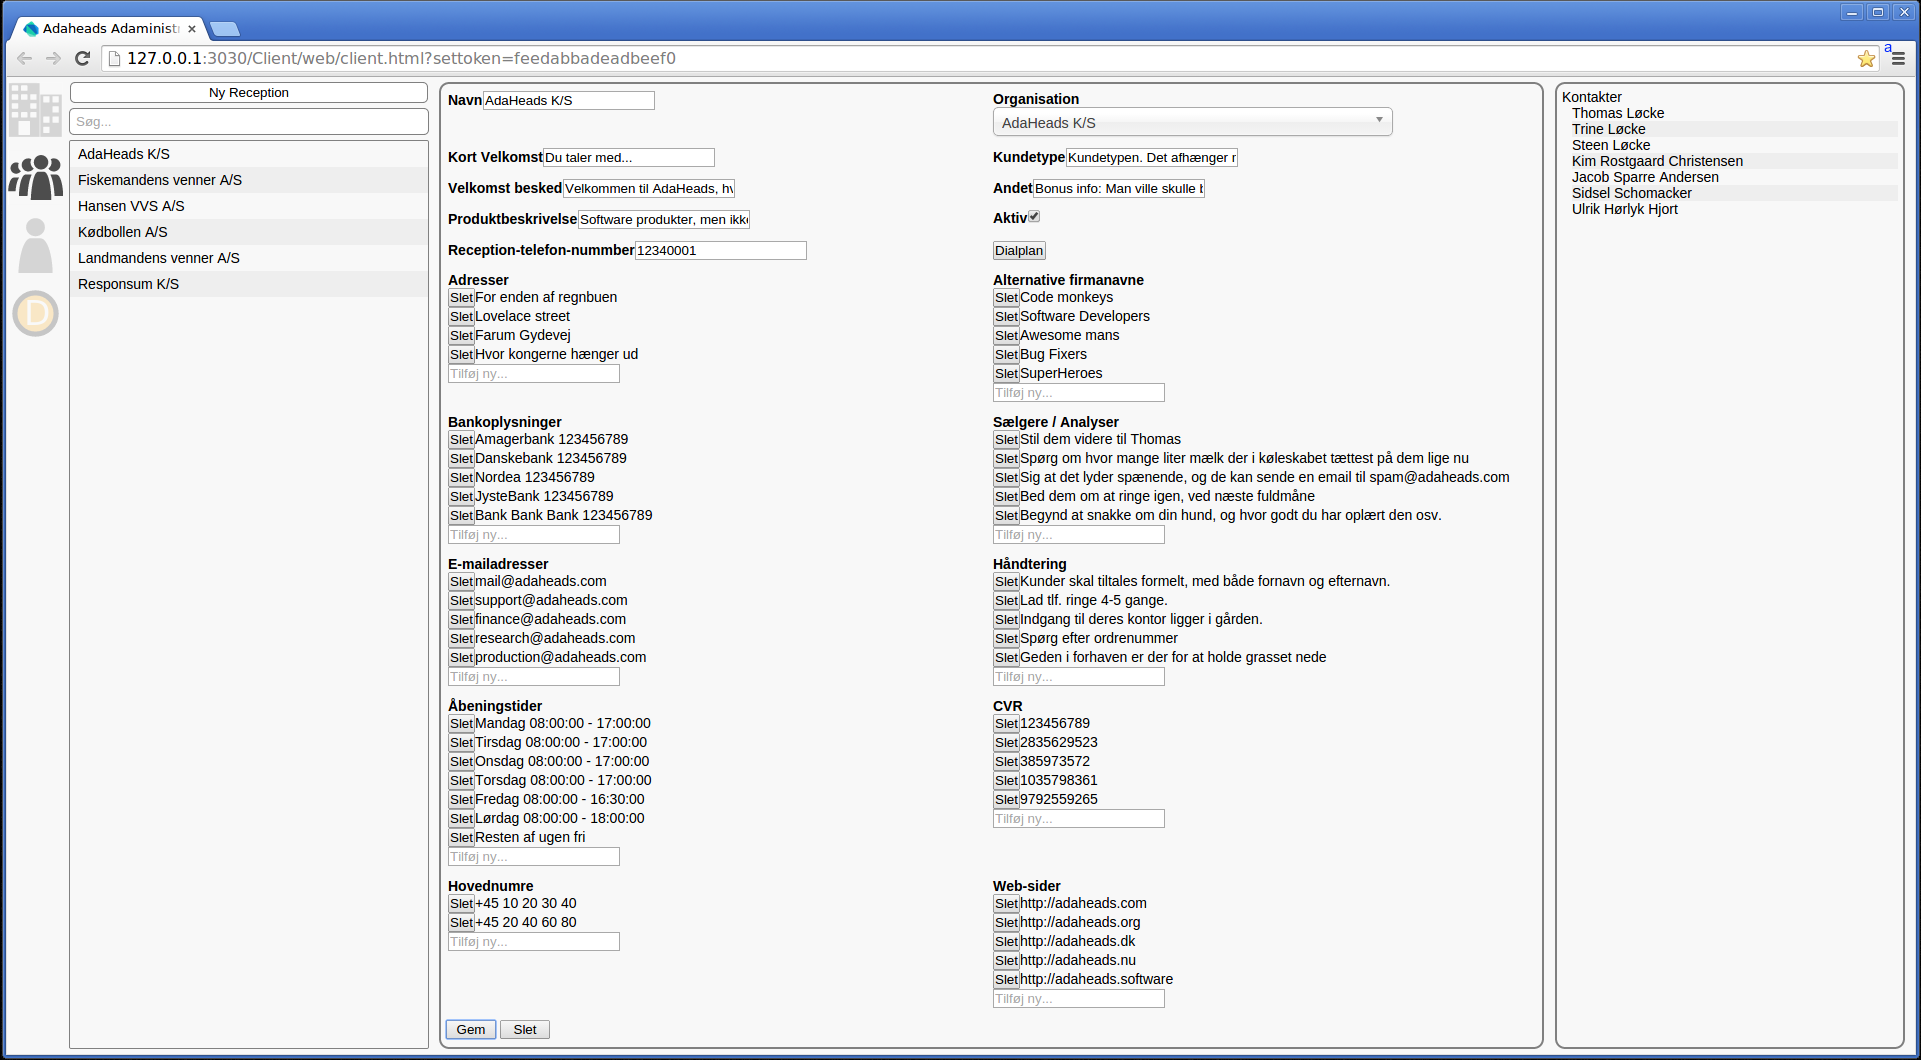 Adaheads Adaminist
127.0.0.1:3030/Client/web/client.html?settoken=feedabbadeadbeef0
a
Ny Reception
Søg...
AdaHeads K/S
Fiskemandens venner A/S
Hansen VVS A/S
Kødbollen A/S
Landmandens venner A/S
Responsum K/S
D
Navn AdaHeads K/S
Organisation
AdaHeads K/S
Kort Velkomst Du taler med...
Kundetype Kundetypen. Det afhænger r
Velkomst besked Velkommen til AdaHeads, hv
Andet Bonus info: Man ville skulle b
Produktbeskrivelse Software produkter, men ikke
Aktiv
Reception-telefon-nummber 12340001
Dialplan
Adresser
Slet For enden af regnbuen
Slet Lovelace street
Slet Farum Gydevej
Slet Hvor kongerne hænger ud
Tilføj ny...
Alternative firmanavne
Slet Code monkeys
Slet Software Developers
Slet Awesome mans
Slet Bug Fixers
Slet SuperHeroes
Tilføj ny...
Bankoplysninger
Slet Amagerbank 123456789
Slet Danskebank 123456789
Slet Nordea 123456789
Slet JysteBank 123456789
Slet Bank Bank Bank 123456789
Tilføj ny...
Sælgere / Analyser
Slet Stil dem videre til Thomas
Slet Spørg om hvor mange liter mælk der i køleskabet tættest på dem lige nu
Slet Sig at det lyder spænende, og de kan sende en email til spam@adaheads.com
Slet Bed dem om at ringe igen, ved næste fuldmåne
Slet Begynd at snakke om din hund, og hvor godt du har oplært den osv.
Tilføj ny...
E-mailadresser
Slet mail@adaheads.com
Slet support@adaheads.com
Slet finance@adaheads.com
Slet research@adaheads.com
Slet production@adaheads.com
Tilføj ny...
Håndtering
Slet Kunder skal tiltales formelt, med både fornavn og efternavn.
Slet Lad tlf. ringe 4-5 gange.
Slet Indgang til deres kontor ligger i gården.
Slet Spørg efter ordrenummer
Slet Geden i forhaven er der for at holde grasset nede
Tilføj ny...
Åbeningstider
Slet Mandag 08:00:00 - 17:00:00
Slet Tirsdag 08:00:00 - 17:00:00
Slet Onsdag 08:00:00 - 17:00:00
Slet Torsdag 08:00:00 - 17:00:00
Slet Fredag 08:00:00 - 16:30:00
Slet Lørdag 08:00:00 - 18:00:00
Slet Resten af ugen fri
Tilføj ny...
CVR
Slet 123456789
Slet 2835629523
Slet 385973572
Slet 1035798361
Slet 9792559265
Tilføj ny...
Hovednumre
Slet +45 10 20 30 40
Slet +45 20 40 60 80
Tilføj ny...
Web-sider
Slet http://adaheads.com
Slet http://adaheads.org
Slet http://adaheads.dk
Slet http://adaheads.nu
Slet http://adaheads.software
Tilføj ny...
Gem Slet
Kontakter
Thomas Løcke
Trine Løcke
Steen Løcke
Kim Rostgaard Christensen
Jacob Sparre Andersen
Sidsel Schomacker
Ulrik Hørlyk Hjort